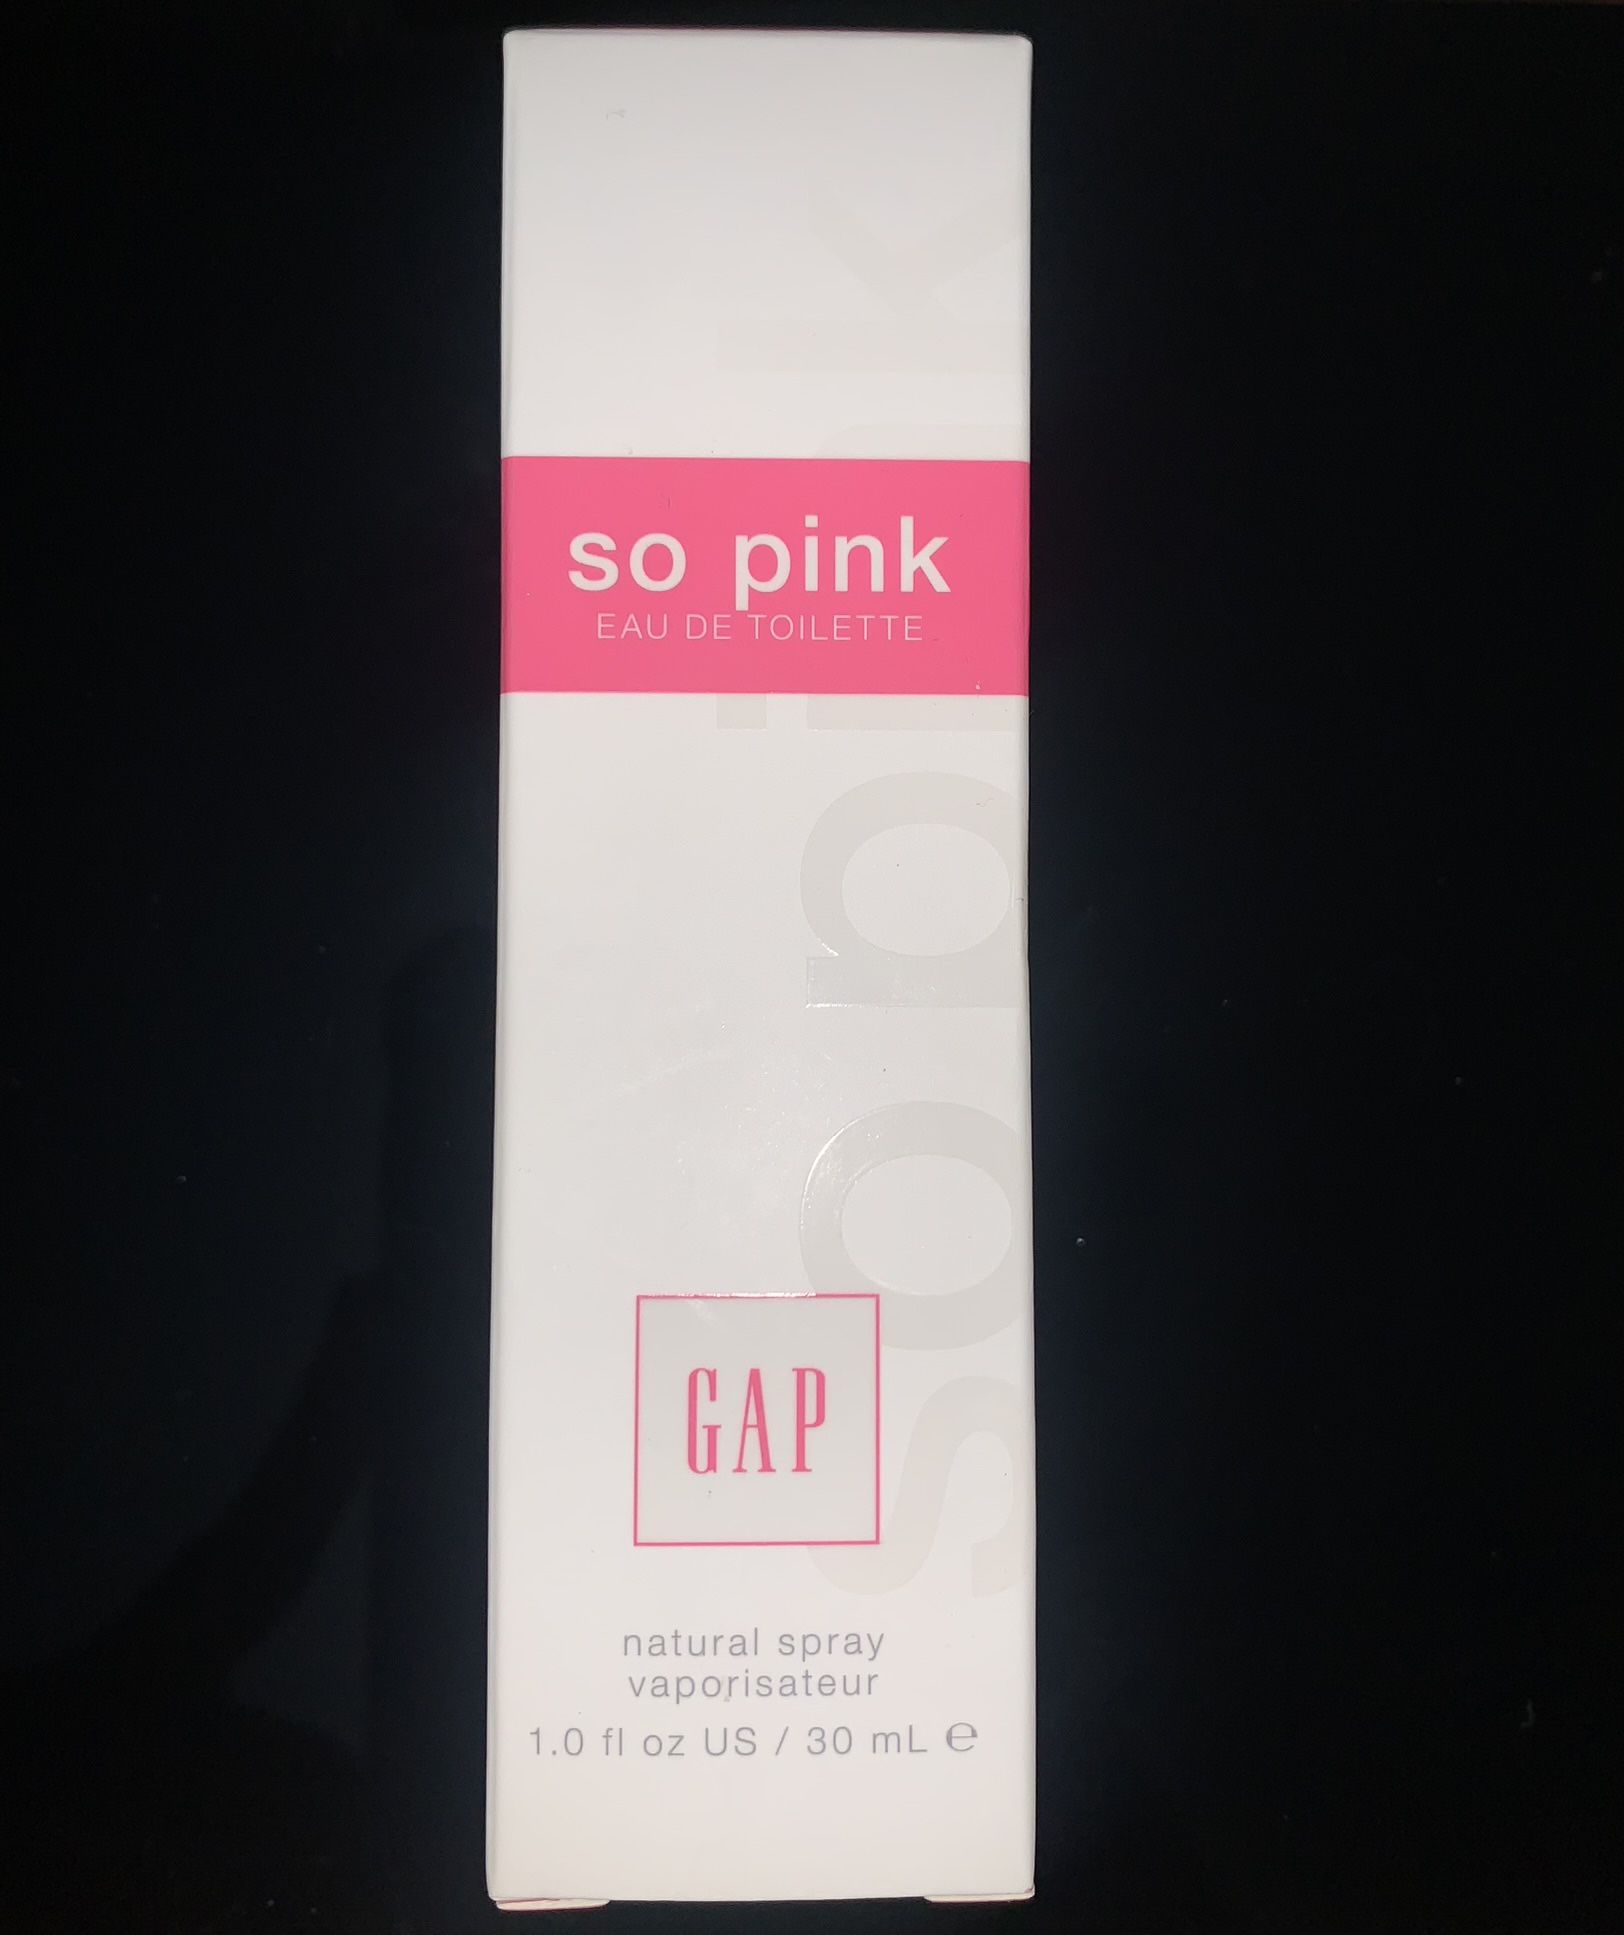 so pink
EAU DE TOILETTE
so pink
GAP
natural spray
vaporisateur
1.0 fl oz US / 30 mL ℮